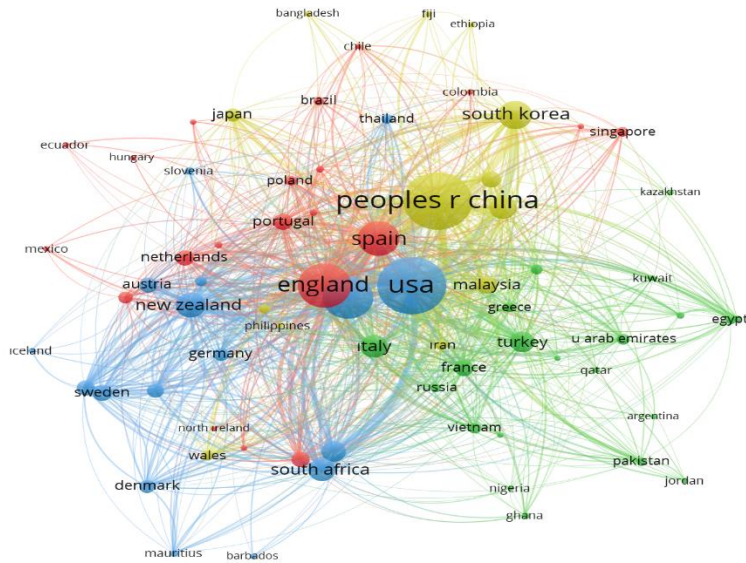 bangladesh
fiji
ethiopia
chile
colombia
brazil
japan
thailand
south korea
singapore
ecuador
hungary
slovenia
poland
kazakhstan
peoples r china
portugal
spain
mexico
netherlands
austria
england
usa
malaysia
kuwait
new zealand
greece
egypt
philippines
iceland
germany
italy
iran
turkey
u arab emirates
france
qatar
sweden
russia
north ireland
vietnam
argentina
wales
south africa
pakistan
denmark
nigeria
jordan
ghana
mauritius
barbados